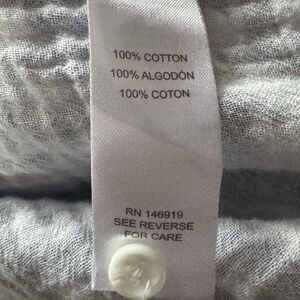 100% COTTON
100% ALGODÓN
100% COTON
RN 146919
SEE REVERSE
FOR CARE